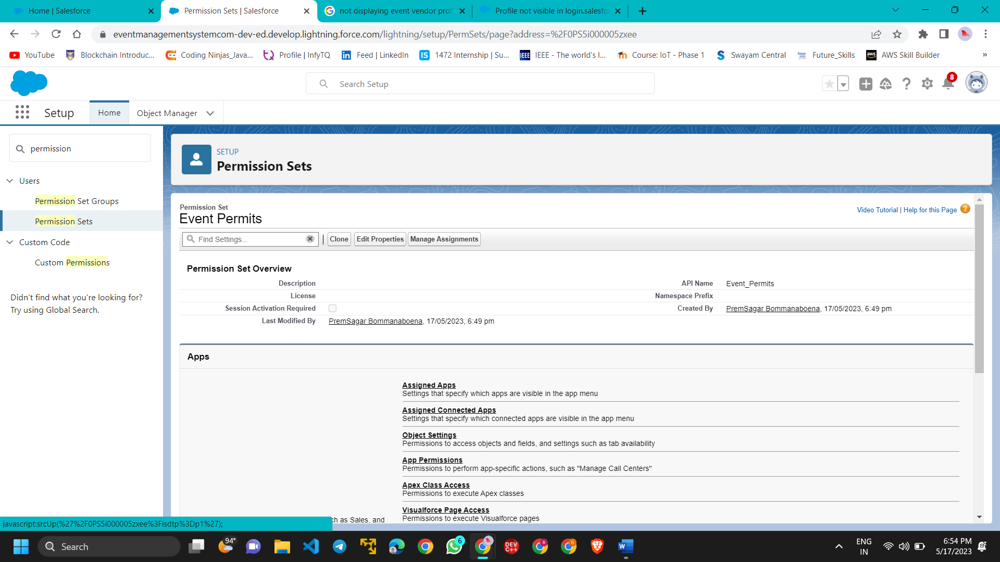 Home | Salesforce
Permission Sets | Salesforce
not displaying event vendor prof
Profile not visible in login.salesfo
eventmanagementsystemcom-dev-ed.develop.lightning.force.com/lightning/setup/PermSets/page?address=%2F0PS5i000005zxee
YouTube
Blockchain Introduc...
Coding Ninjas_Java...
Profile | InfyTQ
Feed | LinkedIn
1472 Internship | Su...
IEEE - The world's l...
Course: IoT - Phase 1
Swayam Central
Future_Skills
AWS Skill Builder
»
Search Setup
8
Setup
Home
Object Manager
permission
Users
Permission Set Groups
Permission Sets
Custom Code
Custom Permissions
Didn't find what you're looking for?
Try using Global Search.
SETUP
Permission Sets
Permission Set
Event Permits
Video Tutorial | Help for this Page
Find Settings...
Clone
Edit Properties
Manage Assignments
Permission Set Overview
Description
API Name Event_Permits
License
Namespace Prefix
Session Activation Required
Created By PremSagar Bommanaboena, 17/05/2023, 6:49 pm
Last Modified By PremSagar Bommanaboena, 17/05/2023, 6:49 pm
Apps
Assigned Apps
Settings that specify which apps are visible in the app menu
Assigned Connected Apps
Settings that specify which connected apps are visible in the app menu
Object Settings
Permissions to access objects and fields, and settings such as tab availability
App Permissions
Permissions to perform app-specific actions, such as "Manage Call Centers"
Apex Class Access
Permissions to execute Apex classes
Visualforce Page Access
Permissions to execute Visualforce pages
ch as Sales, and
javascript:srcUp(%27%2F0PS5i000005zxee%3Fisdtp%3Dp1%27);
Search
94°
6
DEV C++
ENG
IN
6:54 PM
5/17/2023